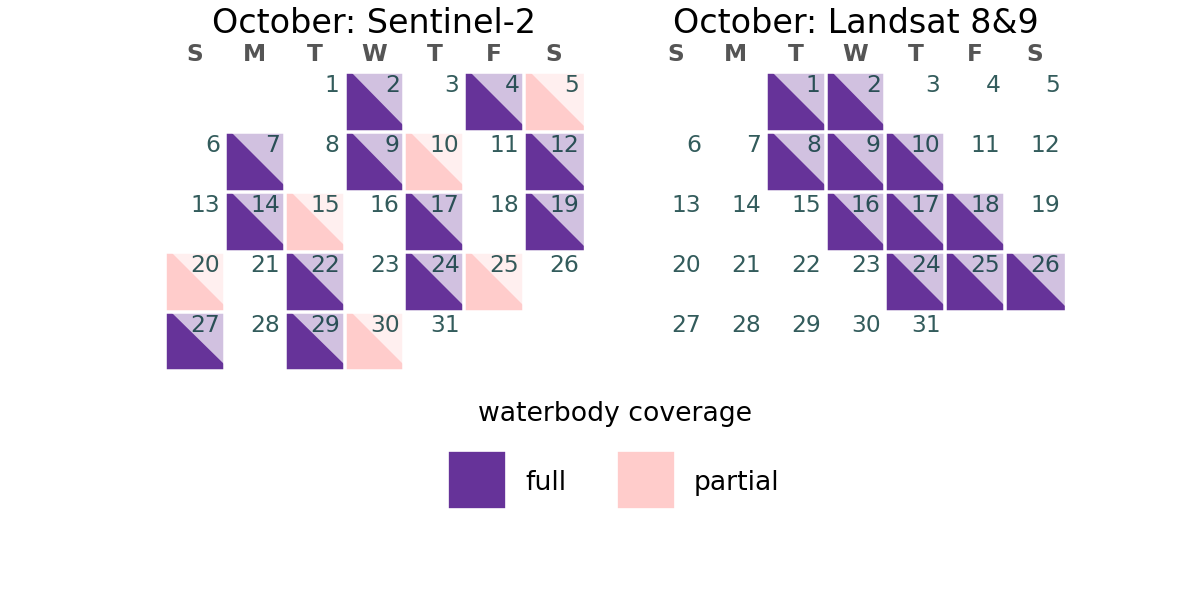 October: Sentinel-2
S M T W T F S
1 2 3 4 5
6 7 8 9 10 11 12
13 14 15 16 17 18 19
20 21 22 23 24 25 26
27 28 29 30 31
October: Landsat 8&9
S M T W T F S
1 2 3 4 5
6 7 8 9 10 11 12
13 14 15 16 17 18 19
20 21 22 23 24 25 26
27 28 29 30 31
waterbody coverage
full partial